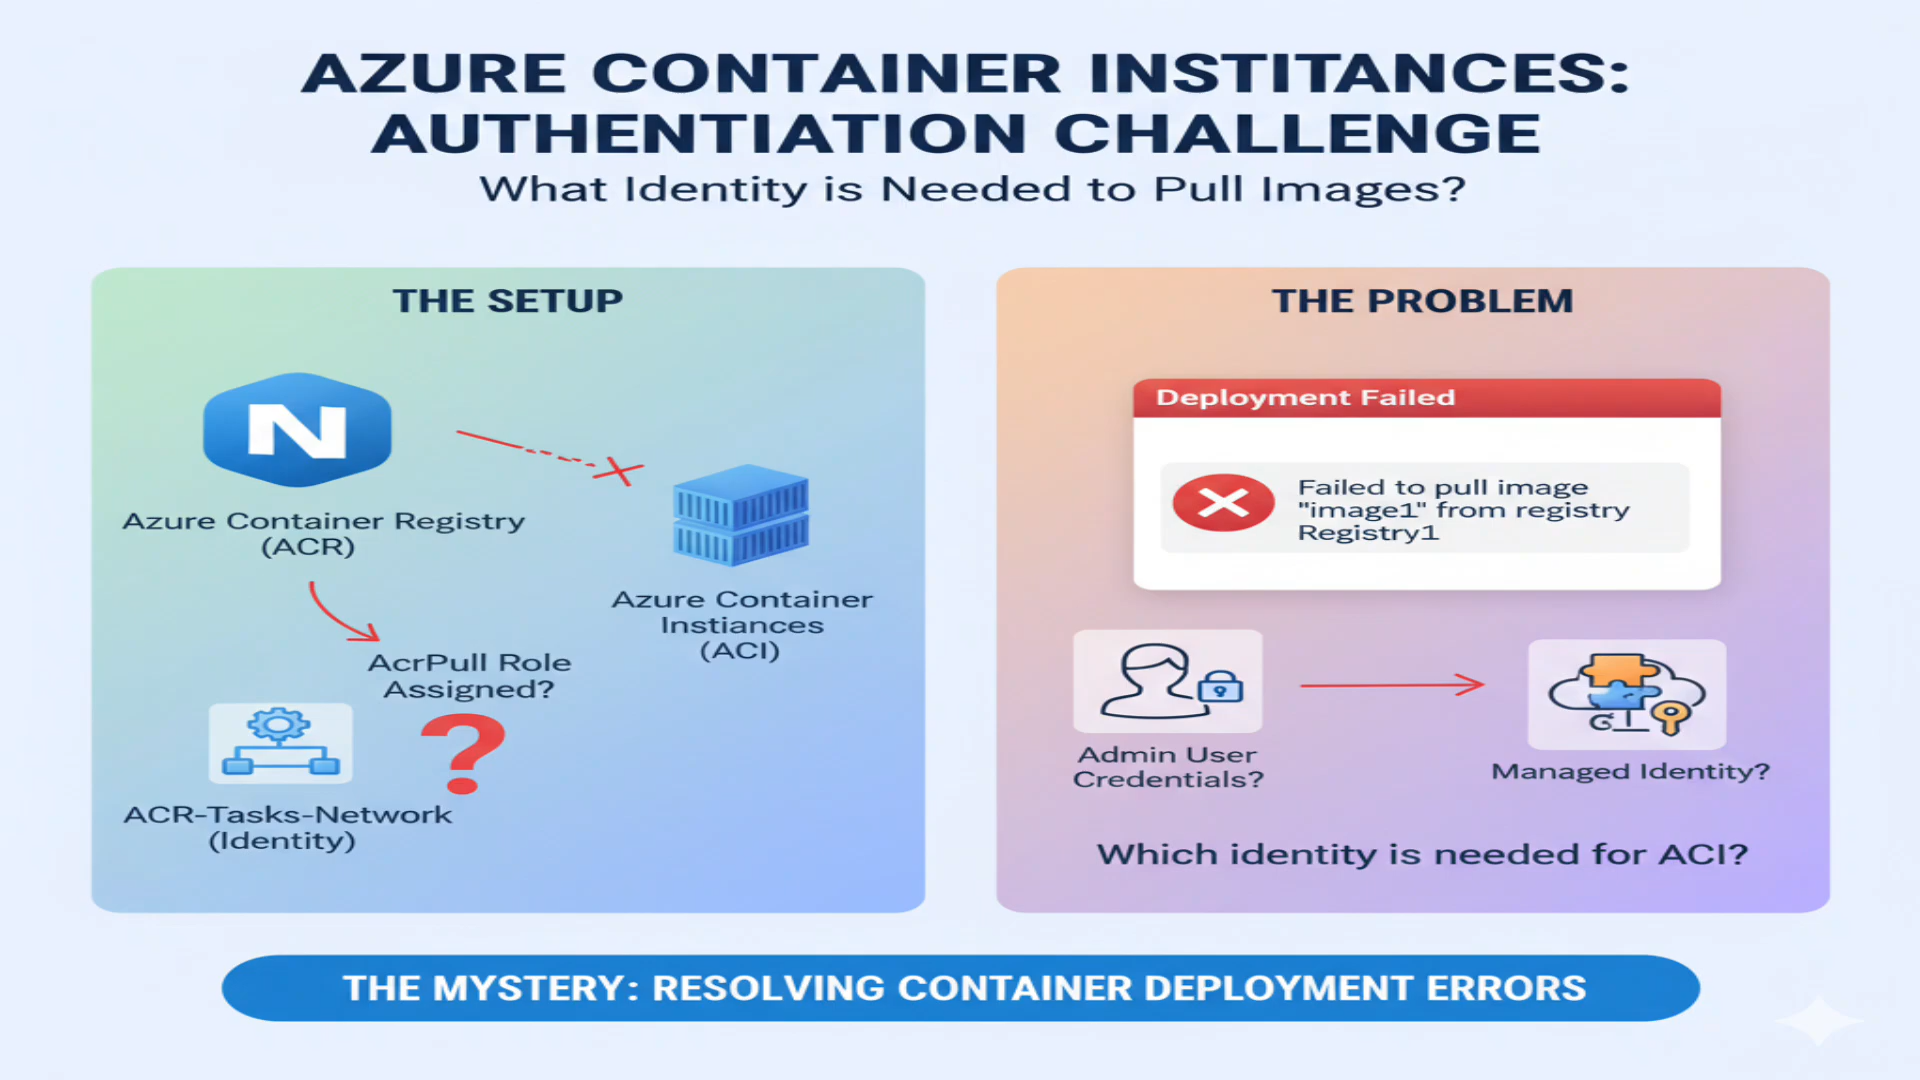 AZURE CONTAINER INSTITANCES:
AUTHENTIATION CHALLENGE
What Identity is Needed to Pull Images?
THE SETUP
N
Azure Container Registry
(ACR)
Azure Container
Instiances
(ACI)
AcrPull Role
Assigned?
?
ACR-Tasks-Network
(Identity)
THE PROBLEM
Deployment Failed
Failed to pull image
"image1" from registry
Registry1
Admin User
Credentials?
Managed Identity?
Which identity is needed for ACI?
THE MYSTERY: RESOLVING CONTAINER DEPLOYMENT ERRORS